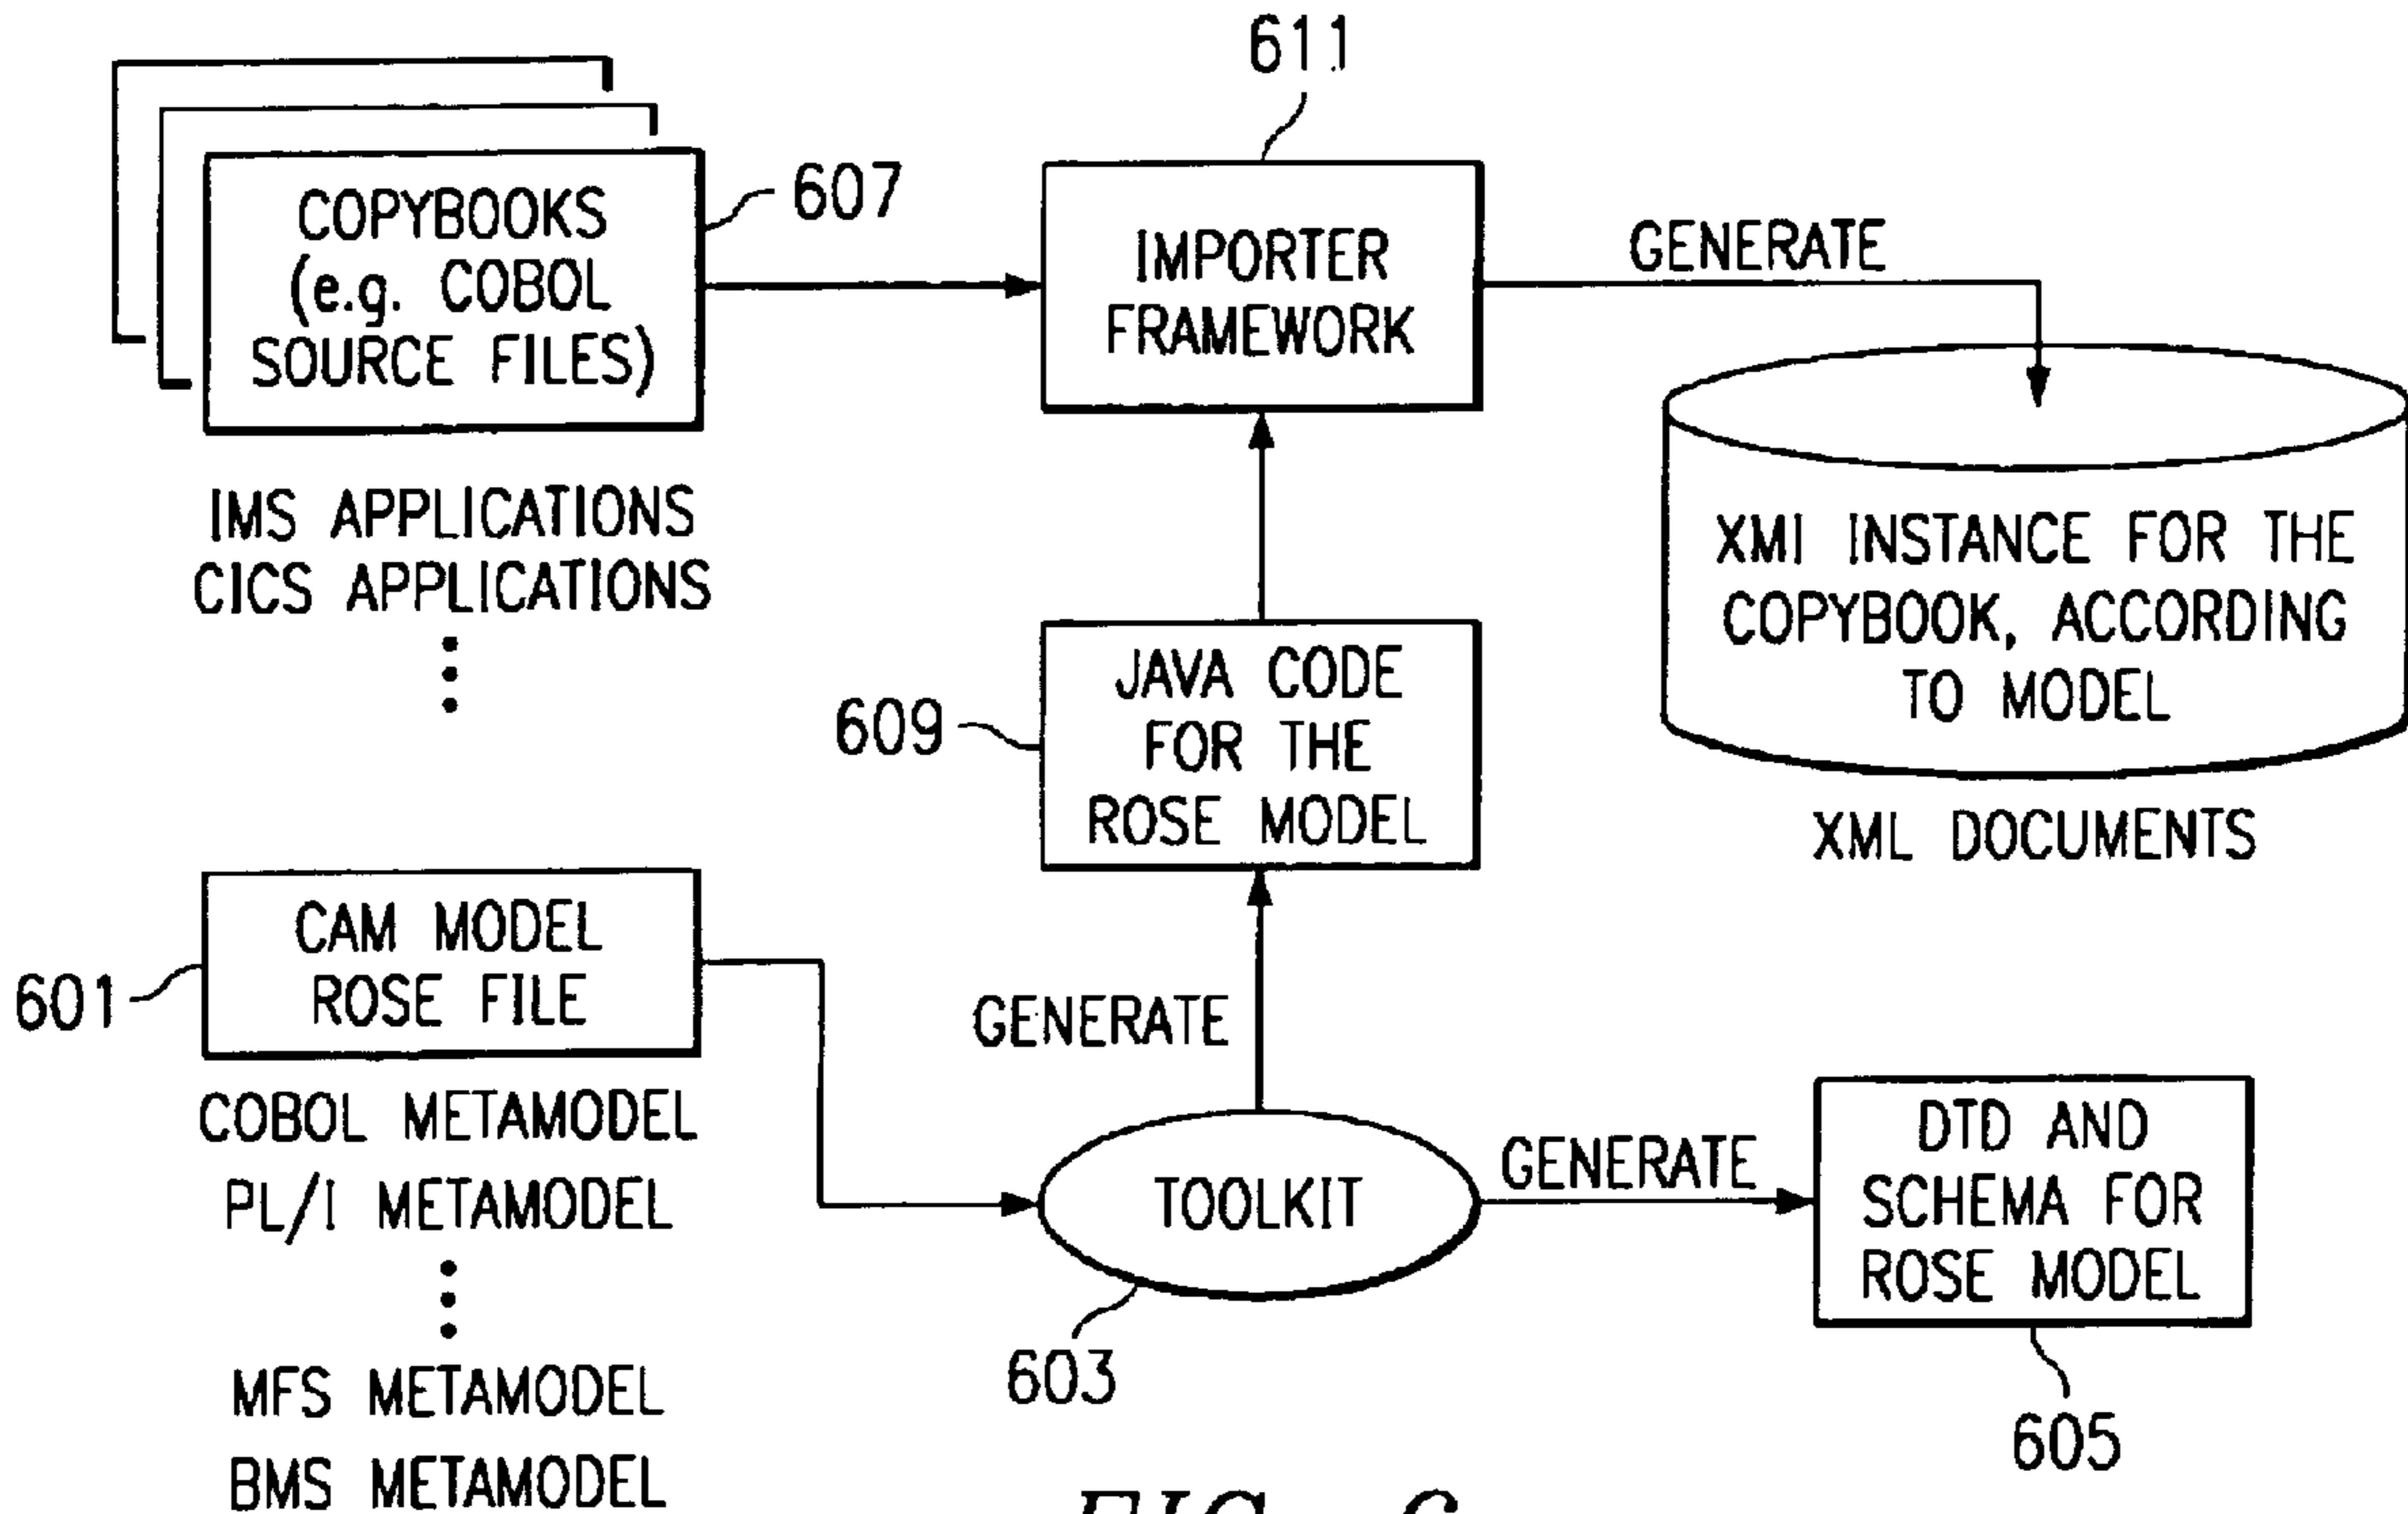 611
COPYBOOKS
(e.g. COBOL
SOURCE FILES)
607
IMPORTER
FRAMEWORK
GENERATE
IMS APPLICATIONS
CICS APPLICATIONS
XMI INSTANCE FOR THE
COPYBOOK, ACCORDING
TO MODEL
XML DOCUMENTS
609
JAVA CODE
FOR THE
ROSE MODEL
601
CAM MODEL
ROSE FILE
COBOL METAMODEL
PL/I METAMODEL
MFS METAMODEL
BMS METAMODEL
GENERATE
TOOLKIT
603
GENERATE
DTD AND
SCHEMA FOR
ROSE MODEL
605
FIG. 6